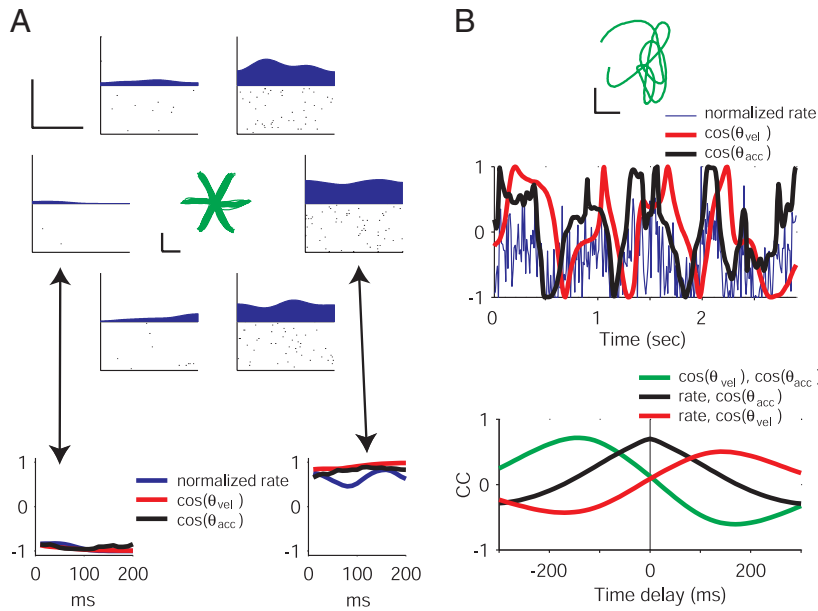 A
normalized rate
cos(θvel)
cos(θacc)
1
0
-1
0
200
ms
1
0
-1
0
200
ms
B
normalized rate
cos(θvel)
cos(θacc)
1
0
-1
0
1
2
Time (sec)
cos(θvel), cos(θacc)
rate, cos(θacc)
rate, cos(θvel)
1
0
-1
CC
-200
0
200
Time delay (ms)